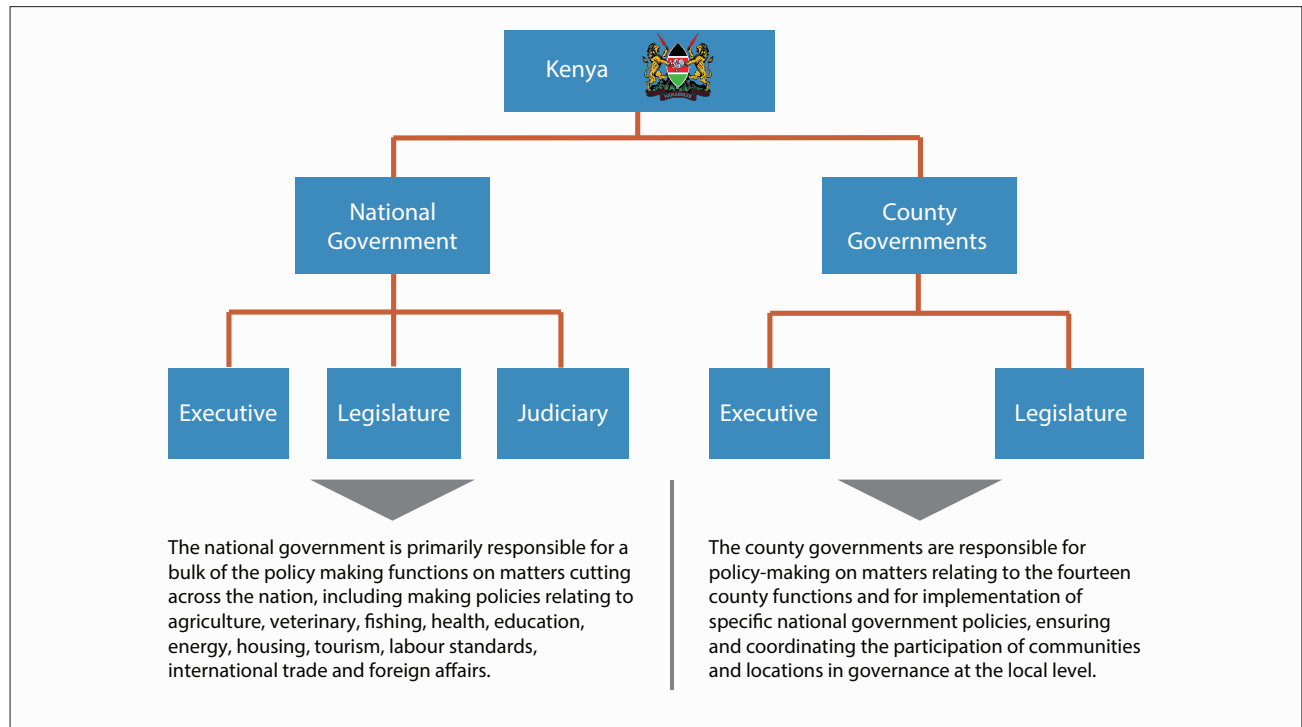 Kenya
National
Government
County
Governments
Executive
Legislature
Judiciary
Executive
Legislature
The national government is primarily responsible for a
bulk of the policy making functions on matters cutting
across the nation, including making policies relating to
agriculture, veterinary, fishing, health, education,
energy, housing, tourism, labour standards,
international trade and foreign affairs.
The county governments are responsible for
policy-making on matters relating to the fourteen
county functions and for implementation of
specific national government policies, ensuring
and coordinating the participation of communities
and locations in governance at the local level.